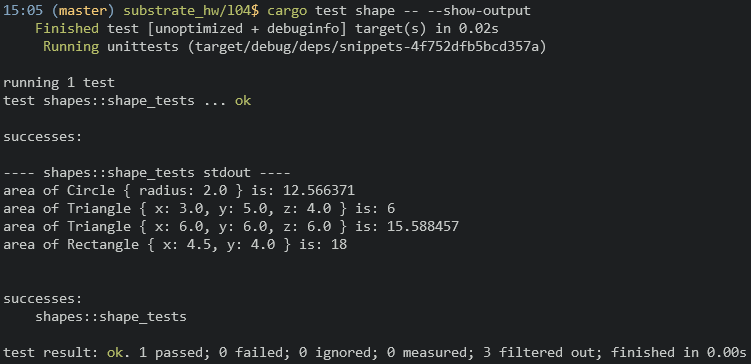 15:05 (master) substrate_hw/l04$ cargo test shape -- --show-output
    Finished test [unoptimized + debuginfo] target(s) in 0.02s
     Running unittests (target/debug/deps/snippets-4f752dfb5bcd357a)

running 1 test
test shapes::shape_tests ... ok

successes:

---- shapes::shape_tests stdout ----
area of Circle { radius: 2.0 } is: 12.566371
area of Triangle { x: 3.0, y: 5.0, z: 4.0 } is: 6
area of Triangle { x: 6.0, y: 6.0, z: 6.0 } is: 15.588457
area of Rectangle { x: 4.5, y: 4.0 } is: 18


successes:
    shapes::shape_tests

test result: ok. 1 passed; 0 failed; 0 ignored; 0 measured; 3 filtered out; finished in 0.00s